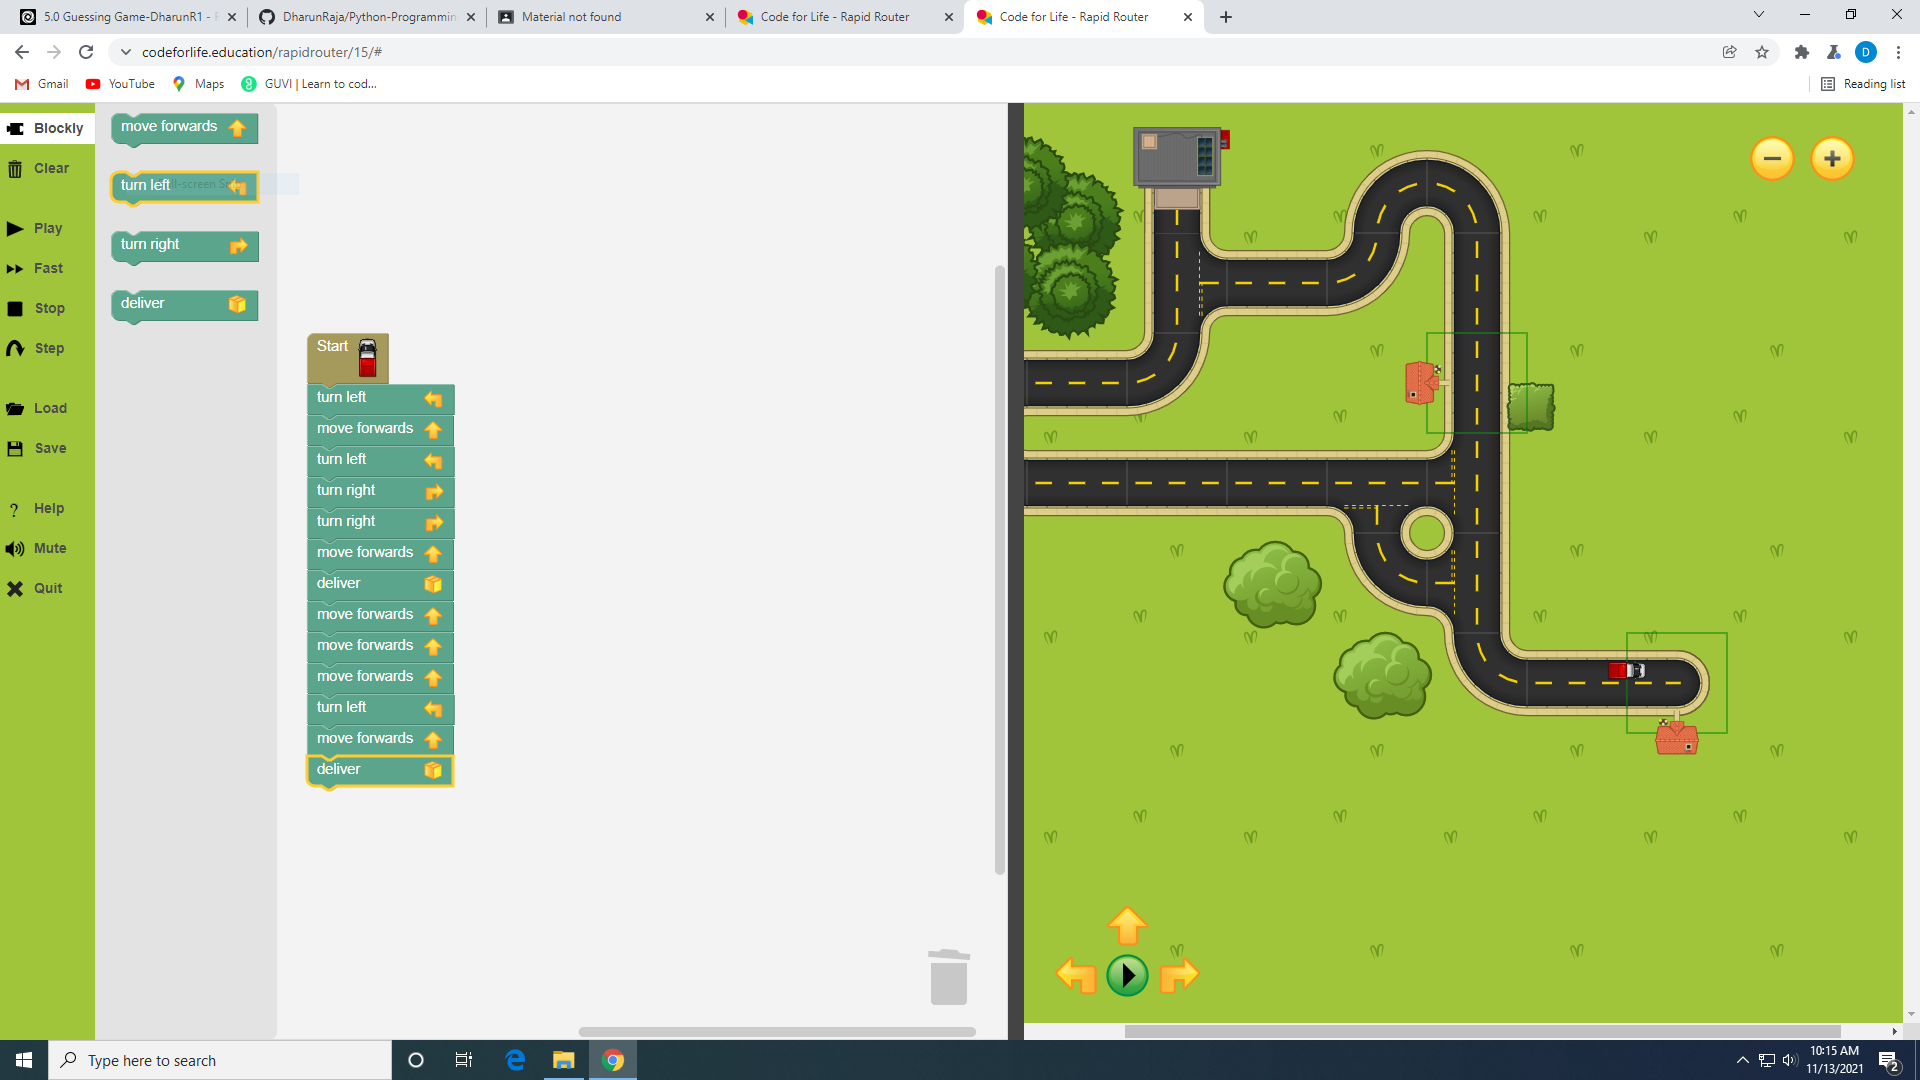 5.0 Guessing Game-DharunR1 - F
DharunRaja/Python-Programmin
Material not found
Code for Life - Rapid Router
Code for Life - Rapid Router
codeforlife.education/rapidrouter/15/#
D
Gmail
YouTube
Maps
GUVI | Learn to cod...
Reading list
Blockly
Clear
Play
Fast
Stop
Step
Load
Save
Help
Mute
Quit
move forwards
turn left
turn right
deliver
Start
turn left
move forwards
turn left
turn right
turn right
move forwards
deliver
move forwards
move forwards
move forwards
turn left
move forwards
deliver
Type here to search
10:15 AM
11/13/2021
2